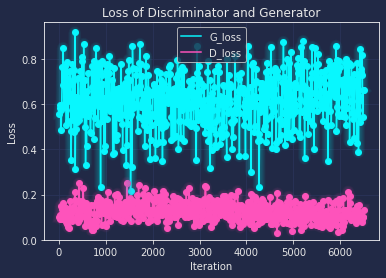 Loss of Discriminator and Generator
G_loss
D_loss
0.8
0.6
0.4
0.2
0.0
Loss
0 1000 2000 3000 4000 5000 6000
Iteration